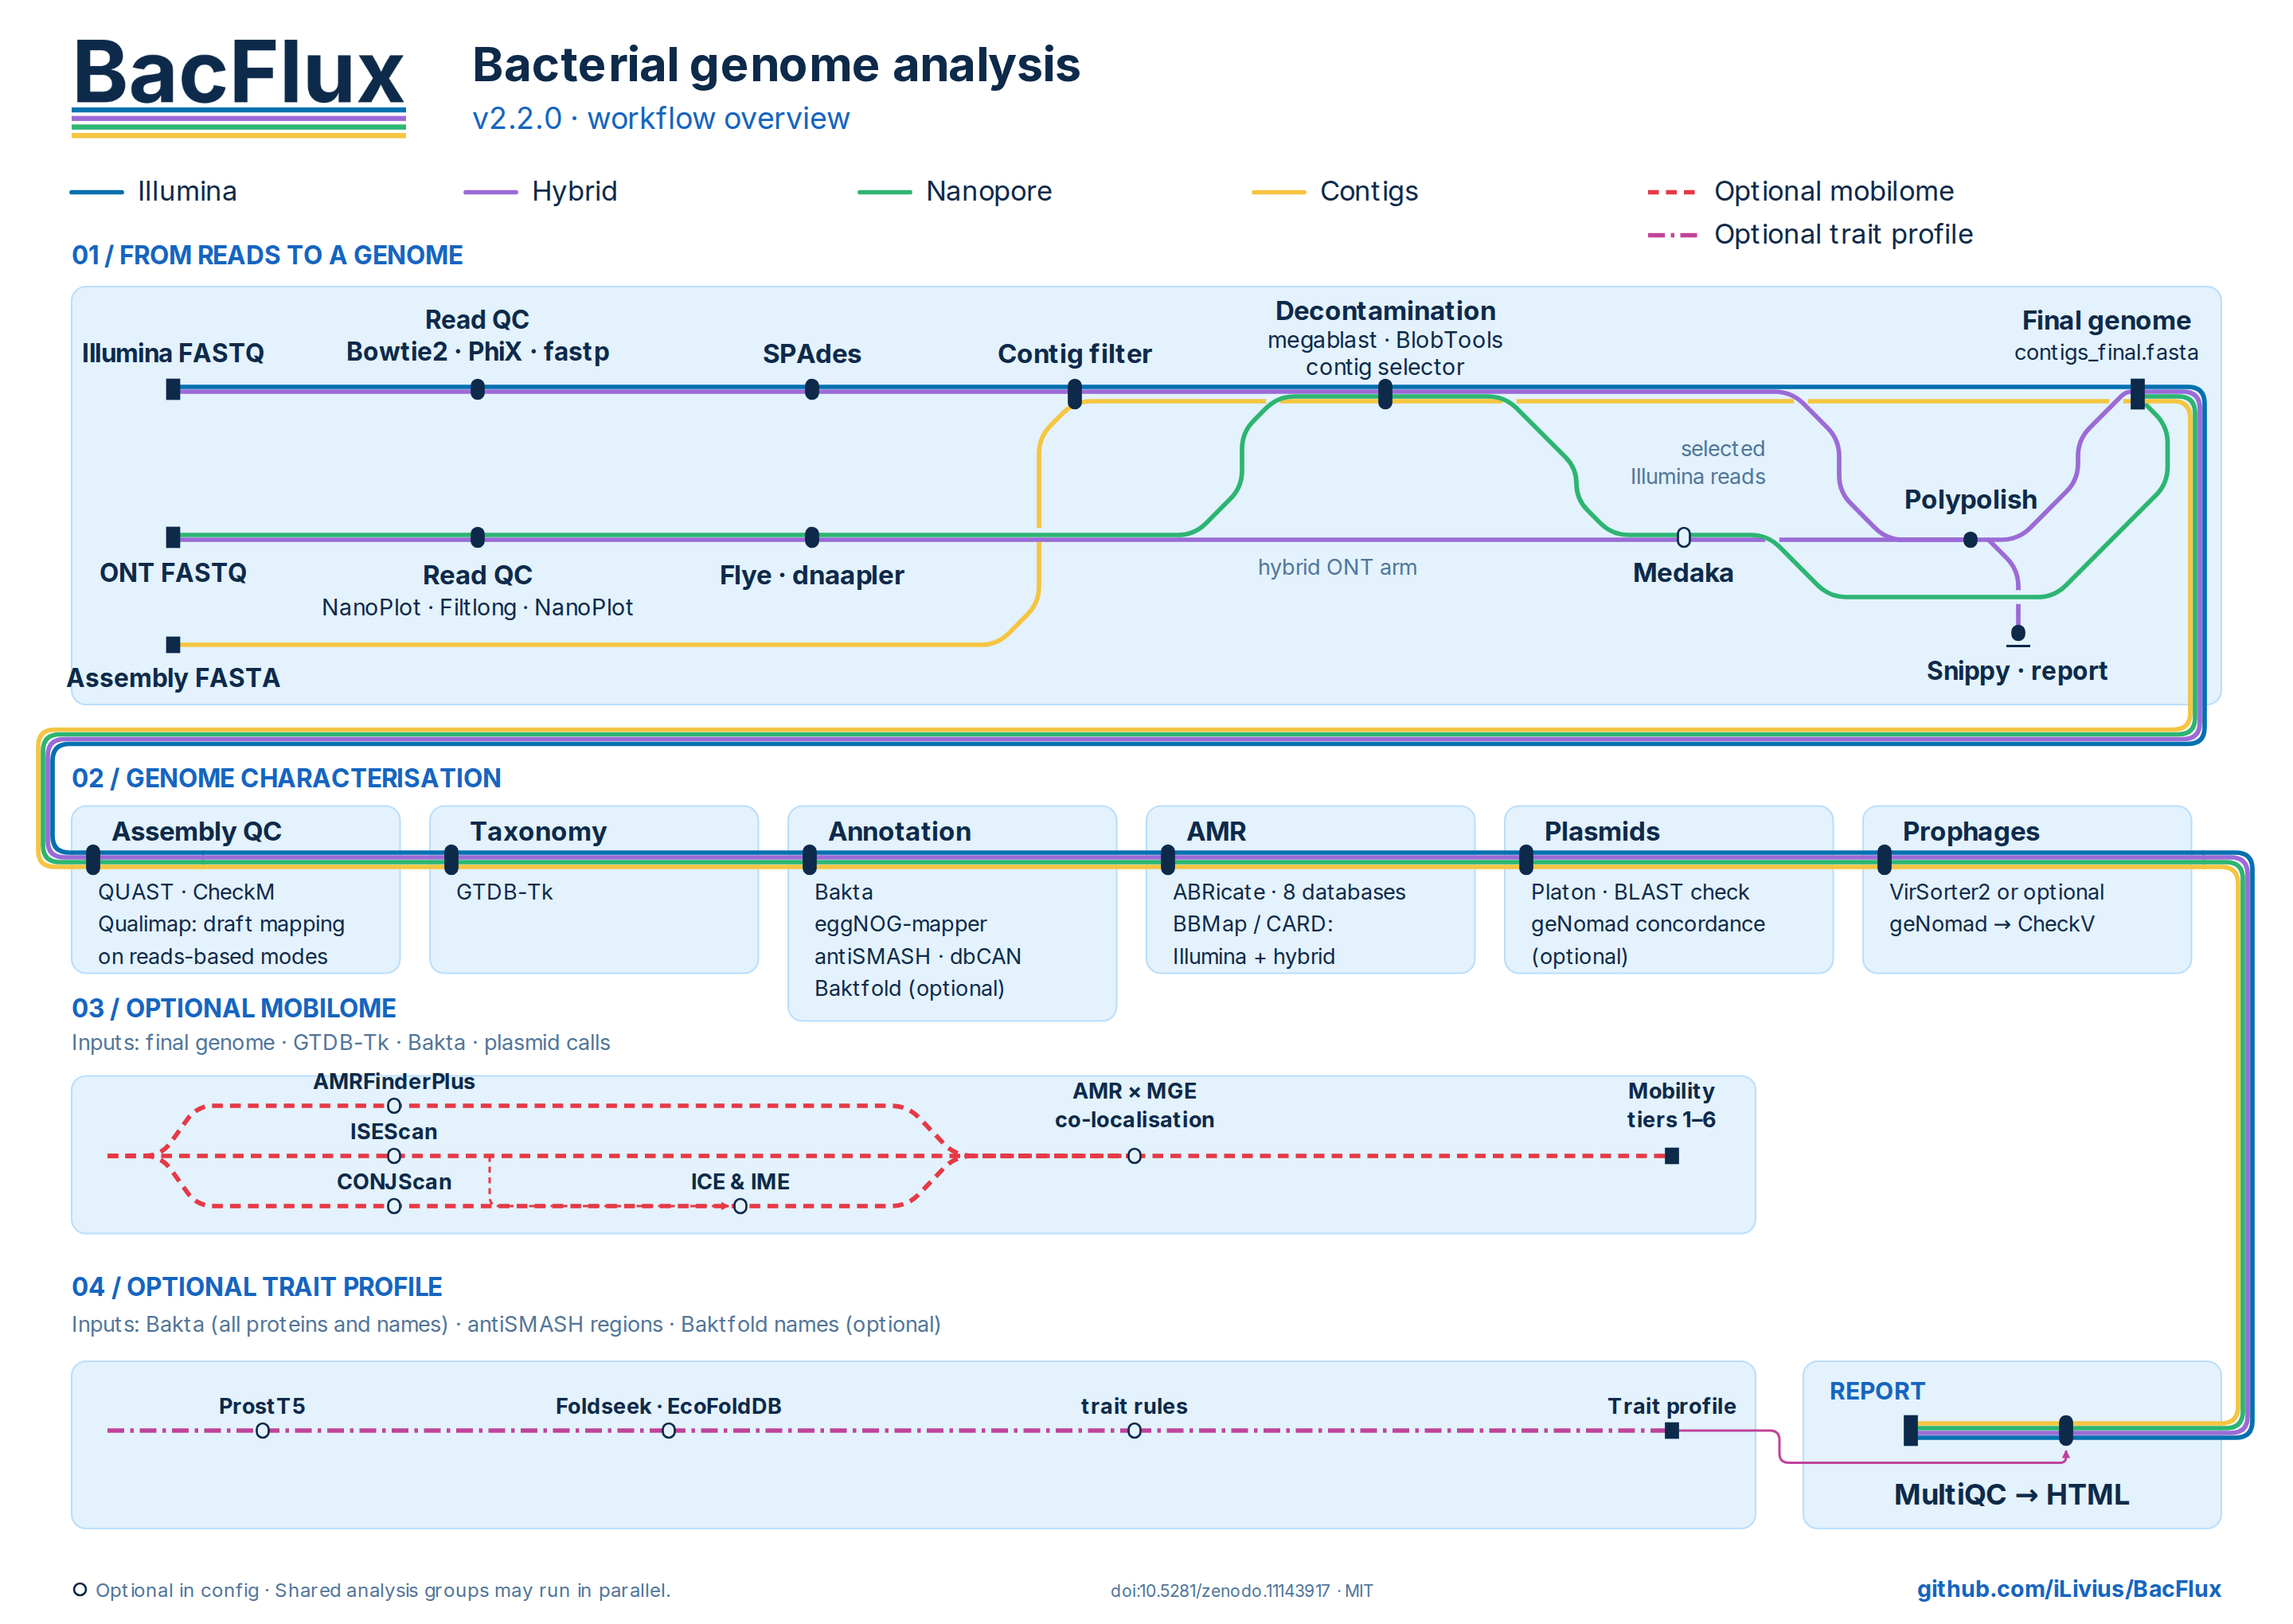 BacFlux
Bacterial genome analysis
v2.2.0 · workflow overview
Illumina
Hybrid
Nanopore
Contigs
Optional mobilome
Optional trait profile
01 / FROM READS TO A GENOME
Illumina FASTQ
Read QC
Bowtie2 · PhiX · fastp
SPAdes
Contig filter
Decontamination
megablast · BlobTools
contig selector
Final genome
contigs_final.fasta
selected
Illumina reads
Polypolish
ONT FASTQ
Read QC
NanoPlot · Filtlong · NanoPlot
Flye · dnaapler
hybrid ONT arm
Medaka
Assembly FASTA
Snippy · report
02 / GENOME CHARACTERISATION
Assembly QC
QUAST · CheckM
Qualimap: draft mapping
on reads-based modes
Taxonomy
GTDB-Tk
Annotation
Bakta
eggNOG-mapper
antiSMASH · dbCAN
Baktfold (optional)
AMR
ABRicate · 8 databases
BBMap / CARD:
Illumina + hybrid
Plasmids
Platon · BLAST check
geNomad concordance
(optional)
Prophages
VirSorter2 or optional
geNomad → CheckV
03 / OPTIONAL MOBILOME
Inputs: final genome · GTDB-Tk · Bakta · plasmid calls
AMRFinderPlus
ISEScan
CONJScan
ICE & IME
AMR × MGE
co-localisation
Mobility
tiers 1–6
04 / OPTIONAL TRAIT PROFILE
Inputs: Bakta (all proteins and names) · antiSMASH regions · Baktfold names (optional)
ProstT5
Foldseek · EcoFoldDB
trait rules
Trait profile
REPORT
MultiQC → HTML
Optional in config · Shared analysis groups may run in parallel.
doi:10.5281/zenodo.11143917 · MIT
github.com/iLivius/BacFlux